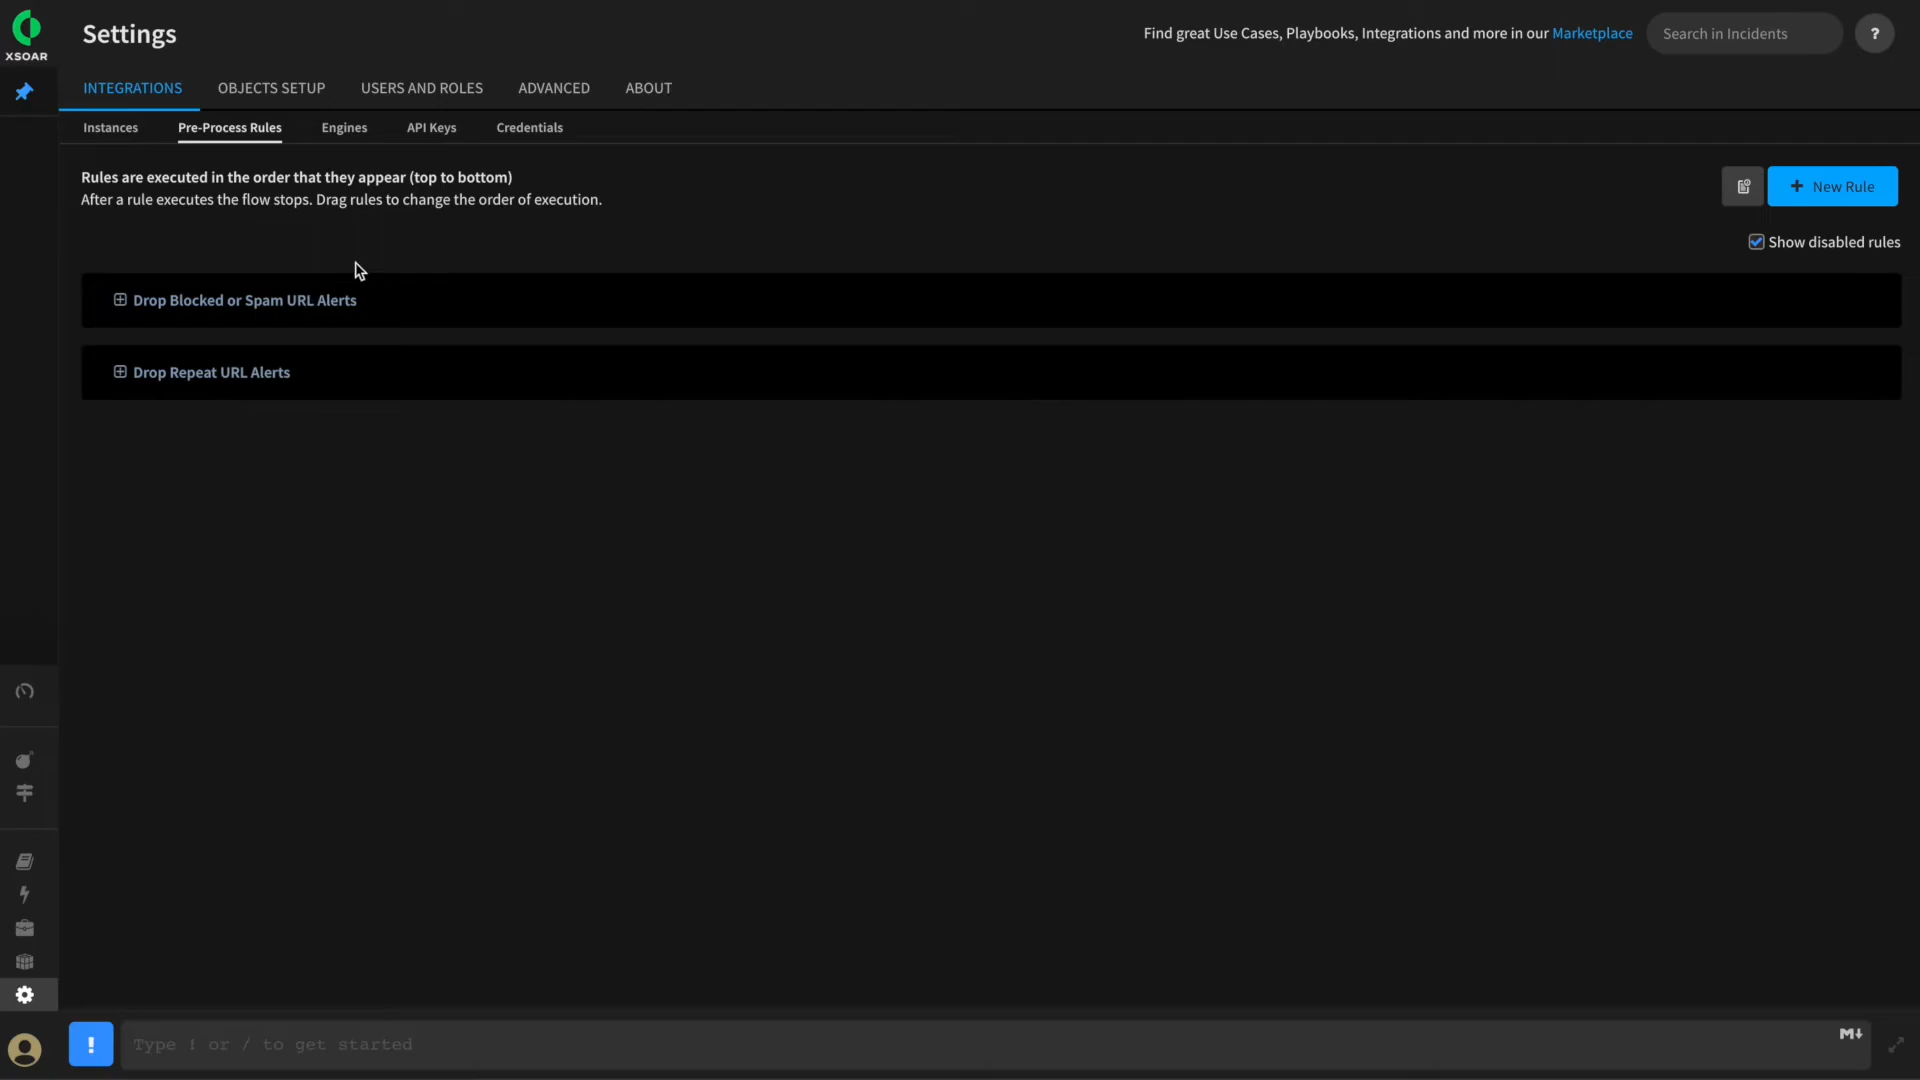 XSOAR
Settings
Find great Use Cases, Playbooks, Integrations and more in our Marketplace
Search in Incidents
?
INTEGRATIONS
OBJECTS SETUP
USERS AND ROLES
ADVANCED
ABOUT
Instances
Pre-Process Rules
Engines
API Keys
Credentials
Rules are executed in the order that they appear (top to bottom)
After a rule executes the flow stops. Drag rules to change the order of execution.
+ New Rule
Show disabled rules
Drop Blocked or Spam URL Alerts
Drop Repeat URL Alerts
!
Type ! or / to get started
M↓